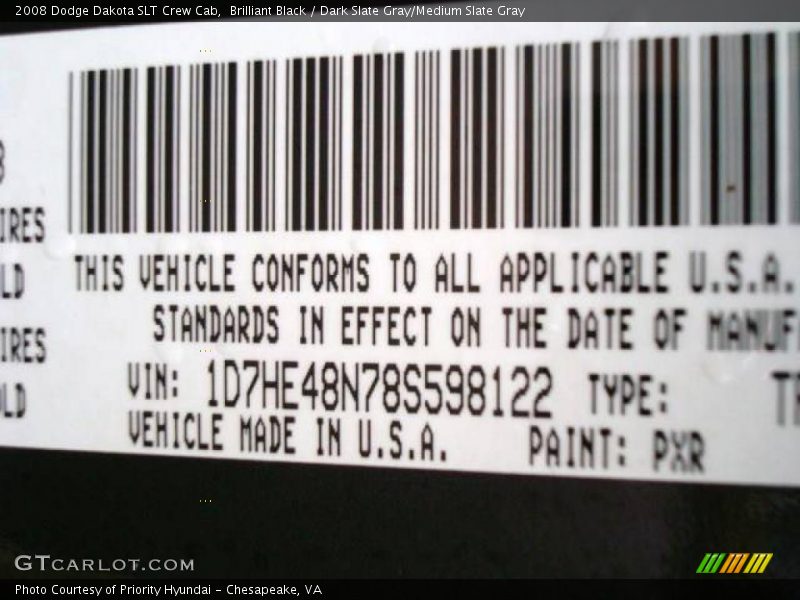 2008 Dodge Dakota SLT Crew Cab,  Brilliant Black / Dark Slate Gray/Medium Slate Gray
IRES
LD
IRES
LD
THIS VEHICLE CONFORMS TO ALL APPLICABLE U.S.A.
STANDARDS IN EFFECT ON THE DATE OF MANUF
VIN: 1D7HE48N78S598122 TYPE: TR
VEHICLE MADE IN U.S.A. PAINT: PXR
GTCARLOT.COM
Photo Courtesy of Priority Hyundai - Chesapeake, VA